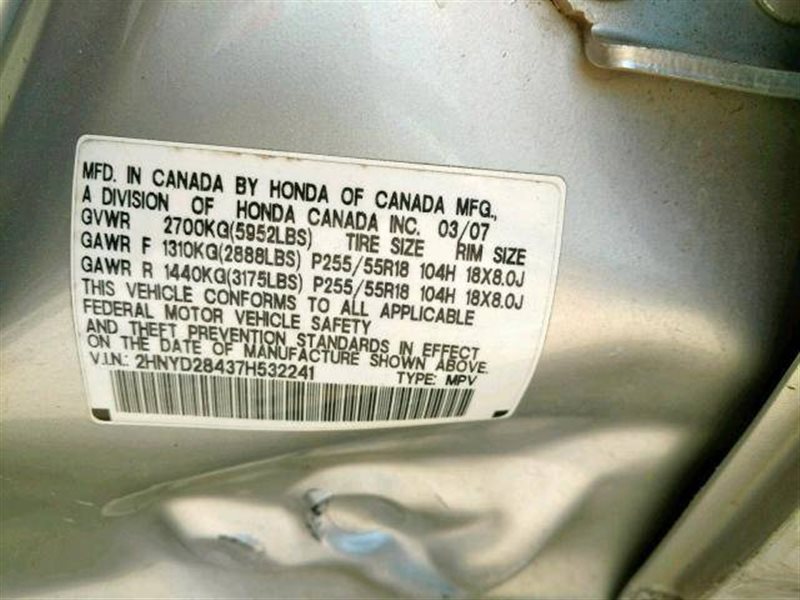 MFD. IN CANADA BY HONDA OF CANADA MFG.,
A DIVISION OF HONDA CANADA INC. 03/07
GVWR 2700KG(5952LBS) TIRE SIZE RIM SIZE
GAWR F 1310KG(2888LBS) P255/55R18 104H 18X8.0J
GAWR R 1440KG(3175LBS) P255/55R18 104H 18X8.0J
THIS VEHICLE CONFORMS TO ALL APPLICABLE
FEDERAL MOTOR VEHICLE SAFETY
AND THEFT PREVENTION STANDARDS IN EFFECT
ON THE DATE OF MANUFACTURE SHOWN ABOVE.
V.I.N.: 2HNYD28437H532241 TYPE: MPV